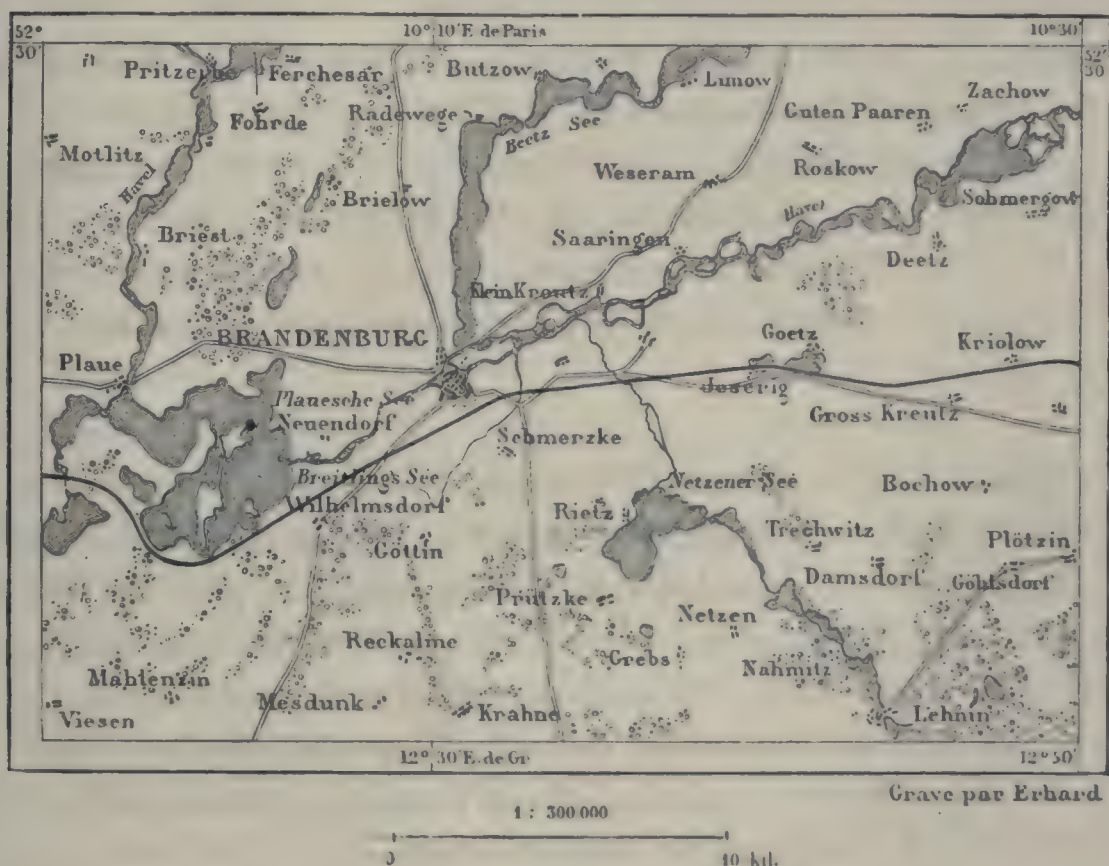 52°
10°10' E. de Paris
10°30'
30'
52°
30'
Pritzerbe
Ferchesar
Butzow
Lunow
Zachow
Fohrde
Radewege
Beetz See
Guten Paaren
Motlitz
Havel
Roskow
Weseram
Brielow
Havel
Sohmergow
Briest
Saaringen
Deetz
Klein Kreutz
BRANDENBURG
Goetz
Kriolow
Plaue
Plauesche See
Jeserig
Gross Kreutz
Neuendorf
Schmerzke
Breitlings See
Netzener See
Bochow
Wilhelmsdorf
Rietz
Trechwitz
Göttin
Plötzin
Damsdorf
Göhlsdorf
Prützke
Netzen
Reckalme
Grebs
Nahmitz
Mahlenzin
Mesdunk
Krahne
Lehnin
Viesen
12°30' E. de Gr
12°50'
Gravé par Erhard
1 : 300 000
0 10 kil.